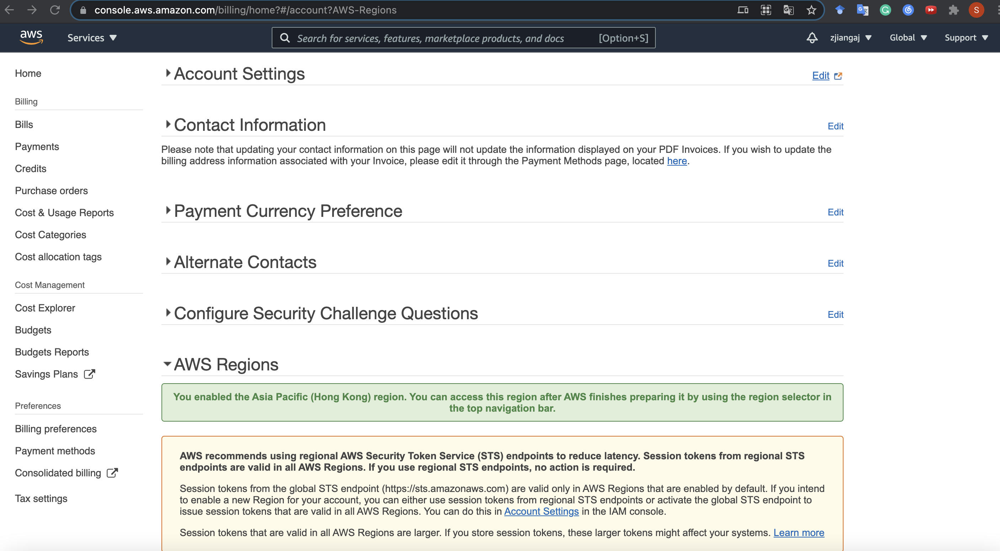 console.aws.amazon.com/billing/home?#/account?AWS-Regions
S
aws
Services
Search for services, features, marketplace products, and docs
[Option+S]
zjiangaj
Global
Support
Home
Billing
Bills
Payments
Credits
Purchase orders
Cost & Usage Reports
Cost Categories
Cost allocation tags
Cost Management
Cost Explorer
Budgets
Budgets Reports
Savings Plans
Preferences
Billing preferences
Payment methods
Consolidated billing
Tax settings
Account Settings
Edit
Contact Information
Edit
Please note that updating your contact information on this page will not update the information displayed on your PDF Invoices. If you wish to update the
billing address information associated with your Invoice, please edit it through the Payment Methods page, located here.
Payment Currency Preference
Edit
Alternate Contacts
Edit
Configure Security Challenge Questions
Edit
AWS Regions
You enabled the Asia Pacific (Hong Kong) region. You can access this region after AWS finishes preparing it by using the region selector in
the top navigation bar.
AWS recommends using regional AWS Security Token Service (STS) endpoints to reduce latency. Session tokens from regional STS
endpoints are valid in all AWS Regions. If you use regional STS endpoints, no action is required.
Session tokens from the global STS endpoint (https://sts.amazonaws.com) are valid only in AWS Regions that are enabled by default. If you intend
to enable a new Region for your account, you can either use session tokens from regional STS endpoints or activate the global STS endpoint to
issue session tokens that are valid in all AWS Regions. You can do this in Account Settings in the IAM console.
Session tokens that are valid in all AWS Regions are larger. If you store session tokens, these larger tokens might affect your systems. Learn more